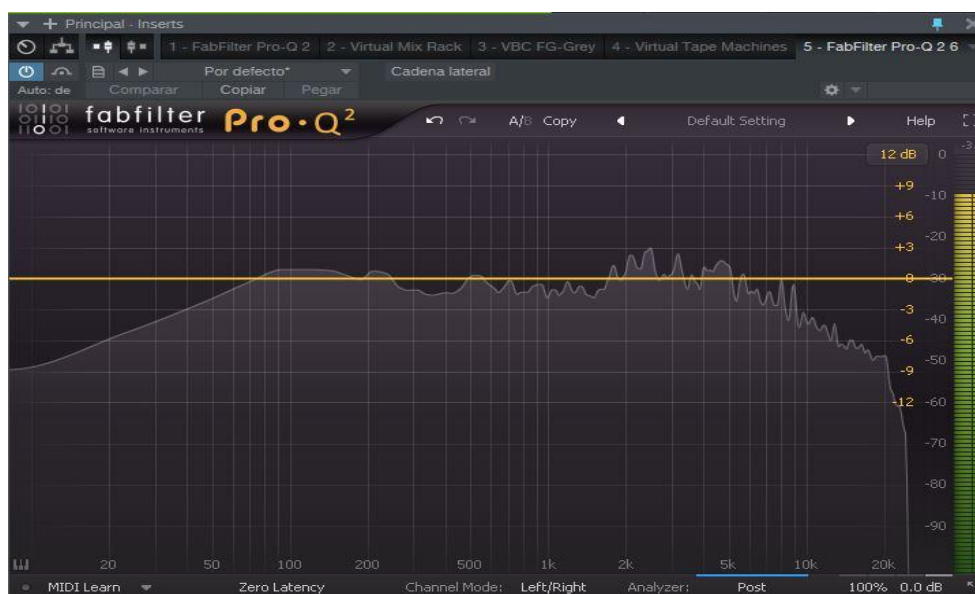 Principal - Inserts
1 - FabFilter Pro-Q 2 2 - Virtual Mix Rack 3 - VBC FG-Grey 4 - Virtual Tape Machines 5 - FabFilter Pro-Q 2 6
Por defecto* Cadena lateral
Auto: de Comparar Copiar Pegar
fabfilter
software instruments
Pro·Q²
A/B Copy Default Setting Help
12 dB 0 -3
+9 -10
+6
-20
+3
0 -30
-3
-40
-6
-50
-9
-12 -60
-70
-80
-90
20 50 100 200 500 1k 2k 5k 10k 20k
MIDI Learn Zero Latency Channel Mode: Left/Right Analyzer: Post 100% 0.0 dB